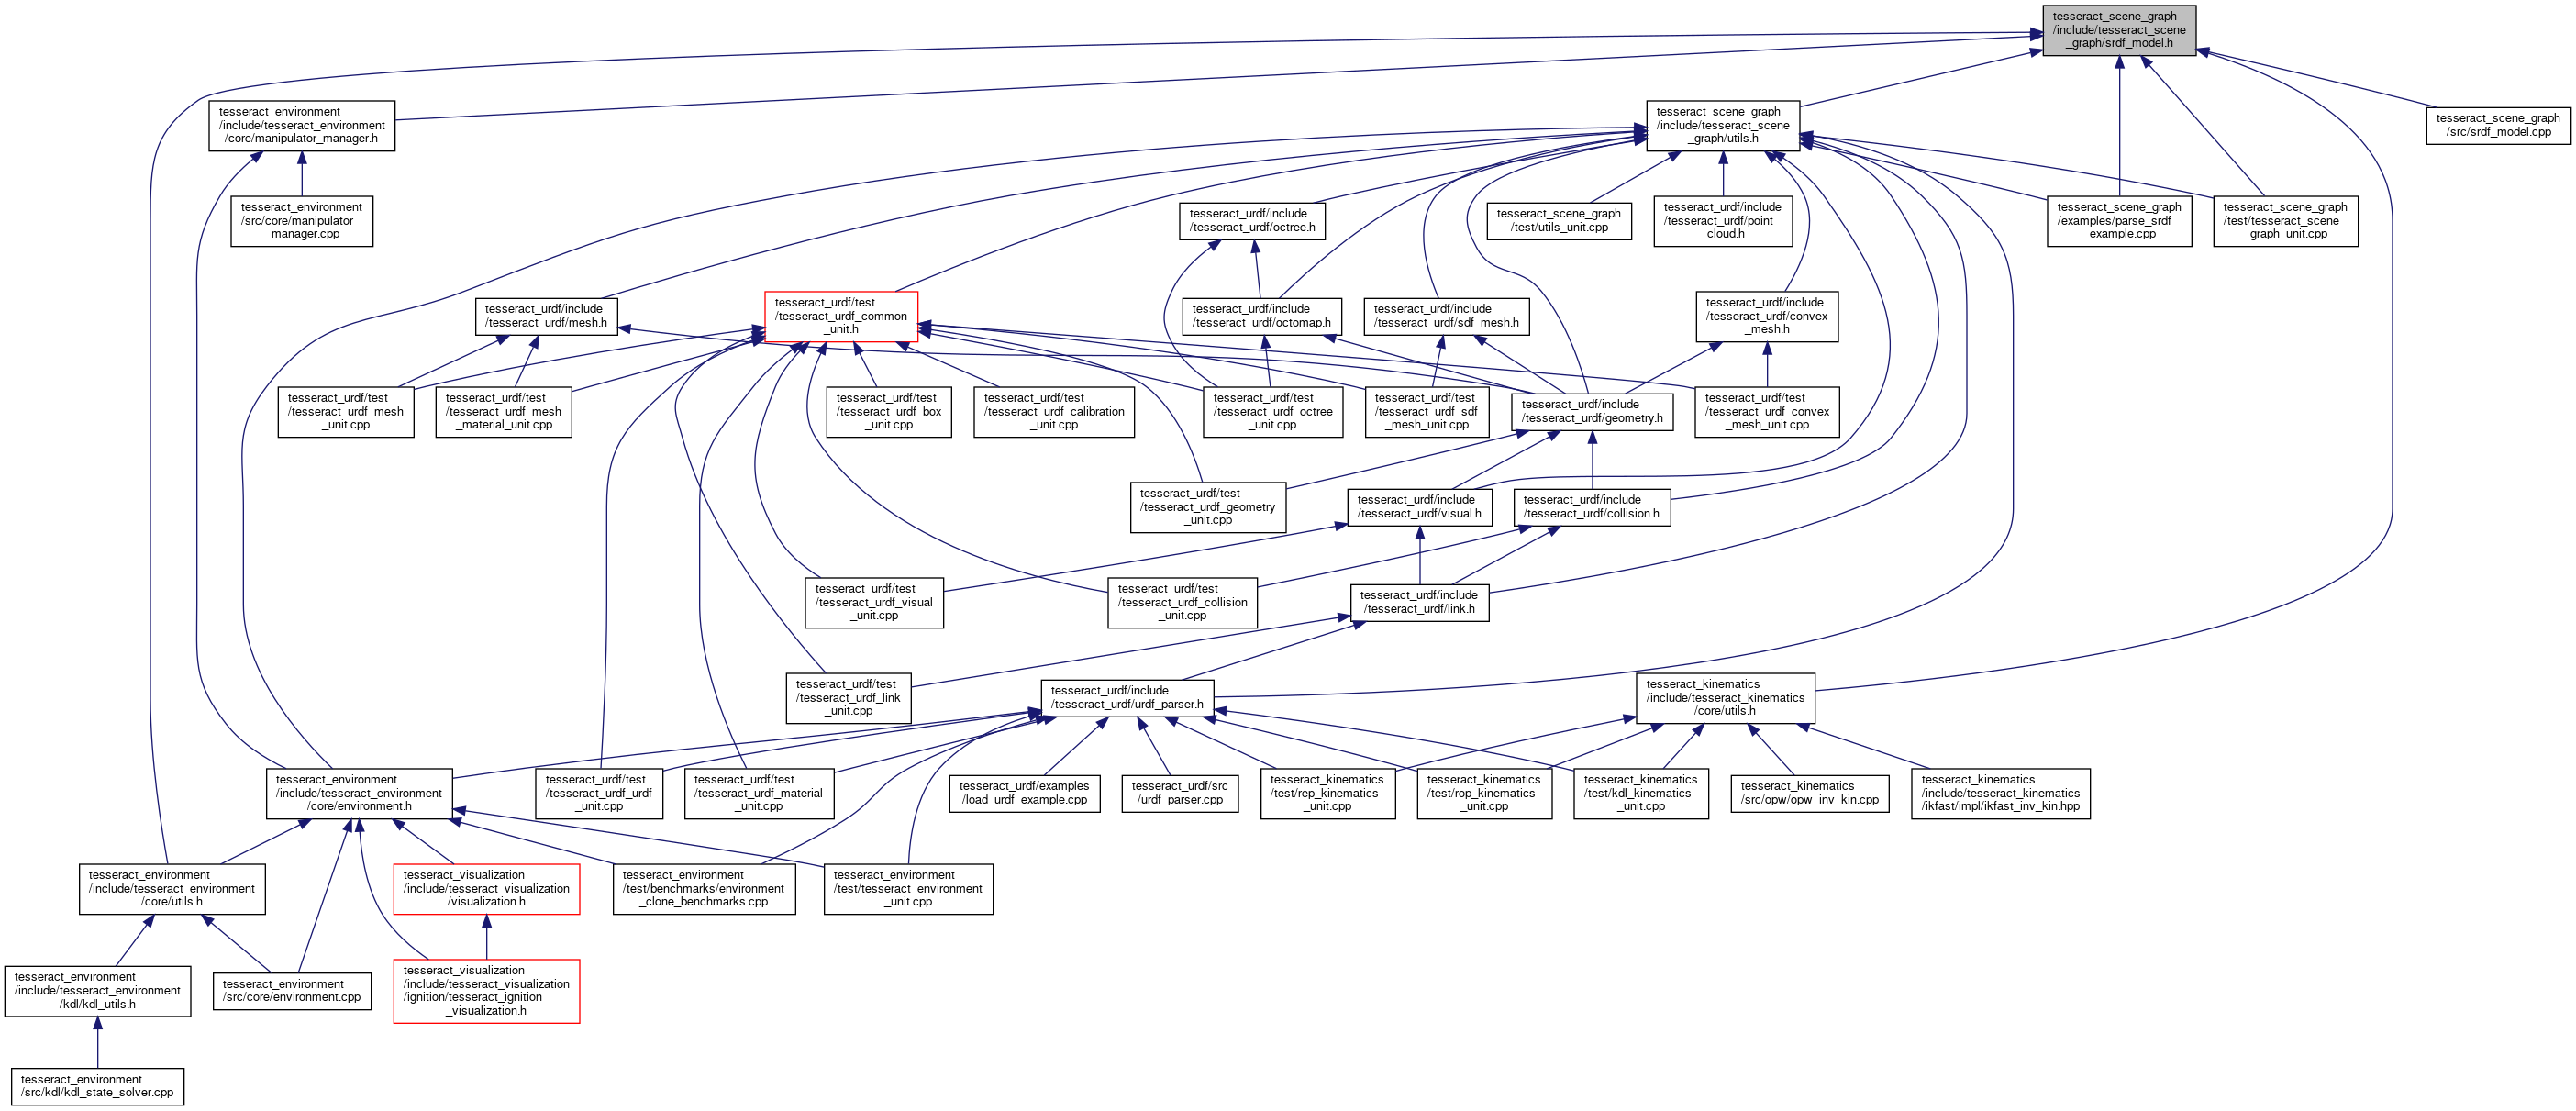 tesseract_scene_graph
/include/tesseract_scene
_graph/srdf_model.h
tesseract_environment
/include/tesseract_environment
/core/manipulator_manager.h
tesseract_scene_graph
/include/tesseract_scene
_graph/utils.h
tesseract_scene_graph
/src/srdf_model.cpp
tesseract_environment
/src/core/manipulator
_manager.cpp
tesseract_urdf/include
/tesseract_urdf/octree.h
tesseract_scene_graph
/test/utils_unit.cpp
tesseract_urdf/include
/tesseract_urdf/point
_cloud.h
tesseract_scene_graph
/examples/parse_srdf
_example.cpp
tesseract_scene_graph
/test/tesseract_scene
_graph_unit.cpp
tesseract_urdf/include
/tesseract_urdf/mesh.h
tesseract_urdf/test
/tesseract_urdf_common
_unit.h
tesseract_urdf/include
/tesseract_urdf/octomap.h
tesseract_urdf/include
/tesseract_urdf/sdf_mesh.h
tesseract_urdf/include
/tesseract_urdf/convex
_mesh.h
tesseract_urdf/test
/tesseract_urdf_mesh
_unit.cpp
tesseract_urdf/test
/tesseract_urdf_mesh
_material_unit.cpp
tesseract_urdf/test
/tesseract_urdf_box
_unit.cpp
tesseract_urdf/test
/tesseract_urdf_calibration
_unit.cpp
tesseract_urdf/test
/tesseract_urdf_octree
_unit.cpp
tesseract_urdf/test
/tesseract_urdf_sdf
_mesh_unit.cpp
tesseract_urdf/include
/tesseract_urdf/geometry.h
tesseract_urdf/test
/tesseract_urdf_convex
_mesh_unit.cpp
tesseract_urdf/test
/tesseract_urdf_geometry
_unit.cpp
tesseract_urdf/include
/tesseract_urdf/visual.h
tesseract_urdf/include
/tesseract_urdf/collision.h
tesseract_urdf/test
/tesseract_urdf_visual
_unit.cpp
tesseract_urdf/test
/tesseract_urdf_collision
_unit.cpp
tesseract_urdf/include
/tesseract_urdf/link.h
tesseract_urdf/test
/tesseract_urdf_link
_unit.cpp
tesseract_urdf/include
/tesseract_urdf/urdf_parser.h
tesseract_kinematics
/include/tesseract_kinematics
/core/utils.h
tesseract_environment
/include/tesseract_environment
/core/environment.h
tesseract_urdf/test
/tesseract_urdf_urdf
_unit.cpp
tesseract_urdf/test
/tesseract_urdf_material
_unit.cpp
tesseract_urdf/examples
/load_urdf_example.cpp
tesseract_urdf/src
/urdf_parser.cpp
tesseract_kinematics
/test/rep_kinematics
_unit.cpp
tesseract_kinematics
/test/rop_kinematics
_unit.cpp
tesseract_kinematics
/test/kdl_kinematics
_unit.cpp
tesseract_kinematics
/src/opw/opw_inv_kin.cpp
tesseract_kinematics
/include/tesseract_kinematics
/ikfast/impl/ikfast_inv_kin.hpp
tesseract_environment
/include/tesseract_environment
/core/utils.h
tesseract_visualization
/include/tesseract_visualization
/visualization.h
tesseract_environment
/test/benchmarks/environment
_clone_benchmarks.cpp
tesseract_environment
/test/tesseract_environment
_unit.cpp
tesseract_environment
/include/tesseract_environment
/kdl/kdl_utils.h
tesseract_environment
/src/core/environment.cpp
tesseract_visualization
/include/tesseract_visualization
/ignition/tesseract_ignition
_visualization.h
tesseract_environment
/src/kdl/kdl_state_solver.cpp